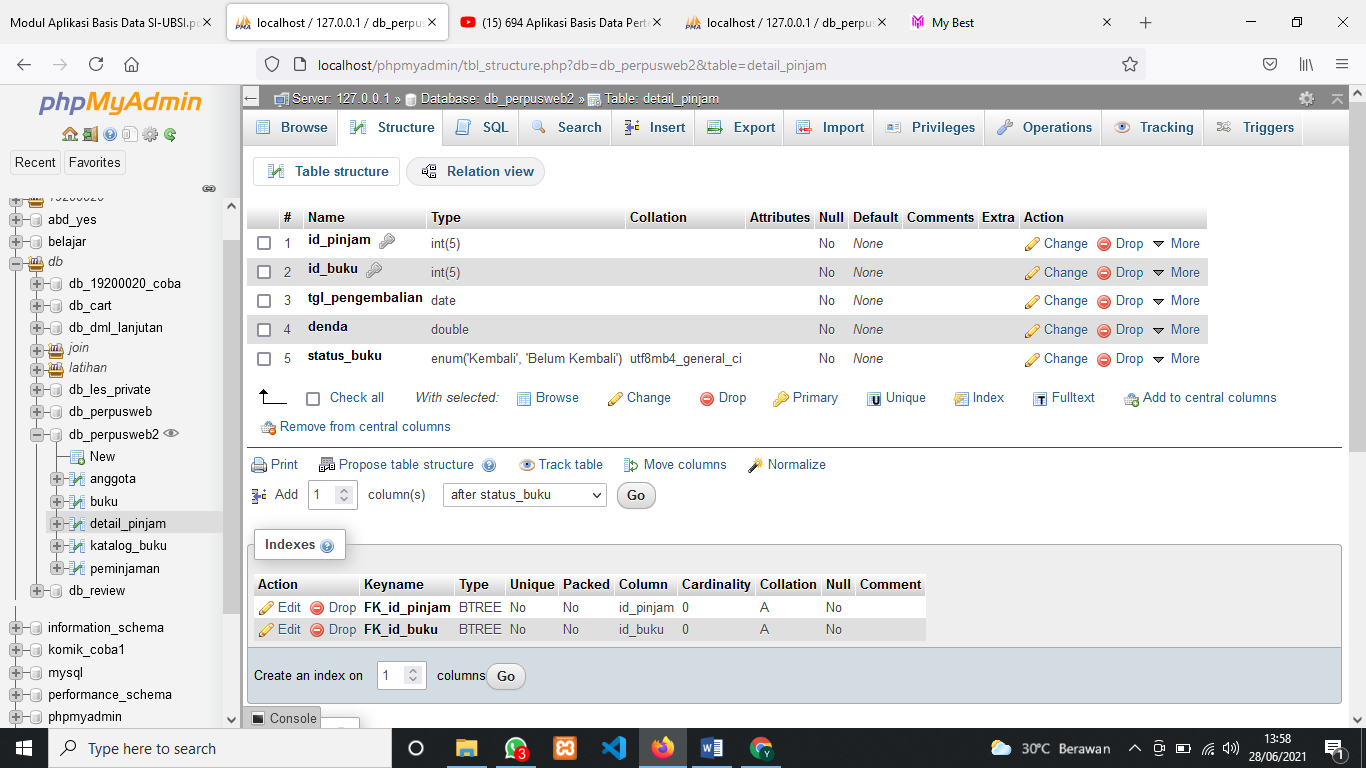 Modul Aplikasi Basis Data SI-UBSI.pc
localhost / 127.0.0.1 / db_perpus
(15) 694 Aplikasi Basis Data Perte
localhost / 127.0.0.1 / db_perpus
My Best
localhost/phpmyadmin/tbl_structure.php?db=db_perpusweb2&table=detail_pinjam
phpMyAdmin
Recent
Favorites
19200020
abd_yes
belajar
db
db_19200020_coba
db_cart
db_dml_lanjutan
join
latihan
db_les_private
db_perpusweb
db_perpusweb2
New
anggota
buku
detail_pinjam
katalog_buku
peminjaman
db_review
information_schema
komik_coba1
mysql
performance_schema
phpmyadmin
Server: 127.0.0.1 » Database: db_perpusweb2 » Table: detail_pinjam
Browse Structure SQL Search Insert Export Import Privileges Operations Tracking Triggers
Table structure Relation view
# Name Type Collation Attributes Null Default Comments Extra Action
1 id_pinjam int(5) No None Change Drop More
2 id_buku int(5) No None Change Drop More
3 tgl_pengembalian date No None Change Drop More
4 denda double No None Change Drop More
5 status_buku enum('Kembali', 'Belum Kembali') utf8mb4_general_ci No None Change Drop More
Check all With selected: Browse Change Drop Primary Unique Index Fulltext Add to central columns
Remove from central columns
Print Propose table structure Track table Move columns Normalize
Add 1 column(s) after status_buku Go
Indexes
Action Keyname Type Unique Packed Column Cardinality Collation Null Comment
Edit Drop FK_id_pinjam BTREE No No id_pinjam 0 A No
Edit Drop FK_id_buku BTREE No No id_buku 0 A No
Create an index on 1 columns Go
Console
Type here to search
3
30°C Berawan
13:58
28/06/2021
1